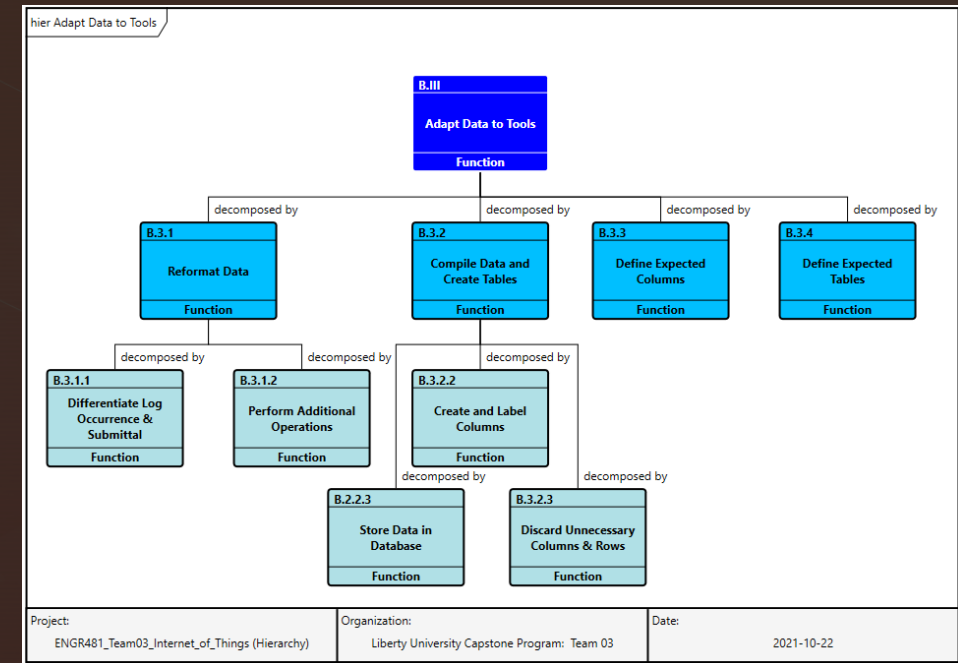 hier Adapt Data to Tools
B.III
Adapt Data to Tools
Function
decomposed by
decomposed by
decomposed by
decomposed by
B.3.1
Reformat Data
Function
B.3.2
Compile Data and
Create Tables
Function
B.3.3
Define Expected
Columns
Function
B.3.4
Define Expected
Tables
Function
decomposed by
decomposed by
decomposed by
B.3.1.1
Differentiate Log
Occurrence &
Submittal
Function
B.3.1.2
Perform Additional
Operations
Function
B.3.2.2
Create and Label
Columns
Function
decomposed by
decomposed by
B.2.2.3
Store Data in
Database
Function
B.3.2.3
Discard Unnecessary
Columns & Rows
Function
Project:
ENGR481_Team03_Internet_of_Things (Hierarchy)
Organization:
Liberty University Capstone Program: Team 03
Date:
2021-10-22